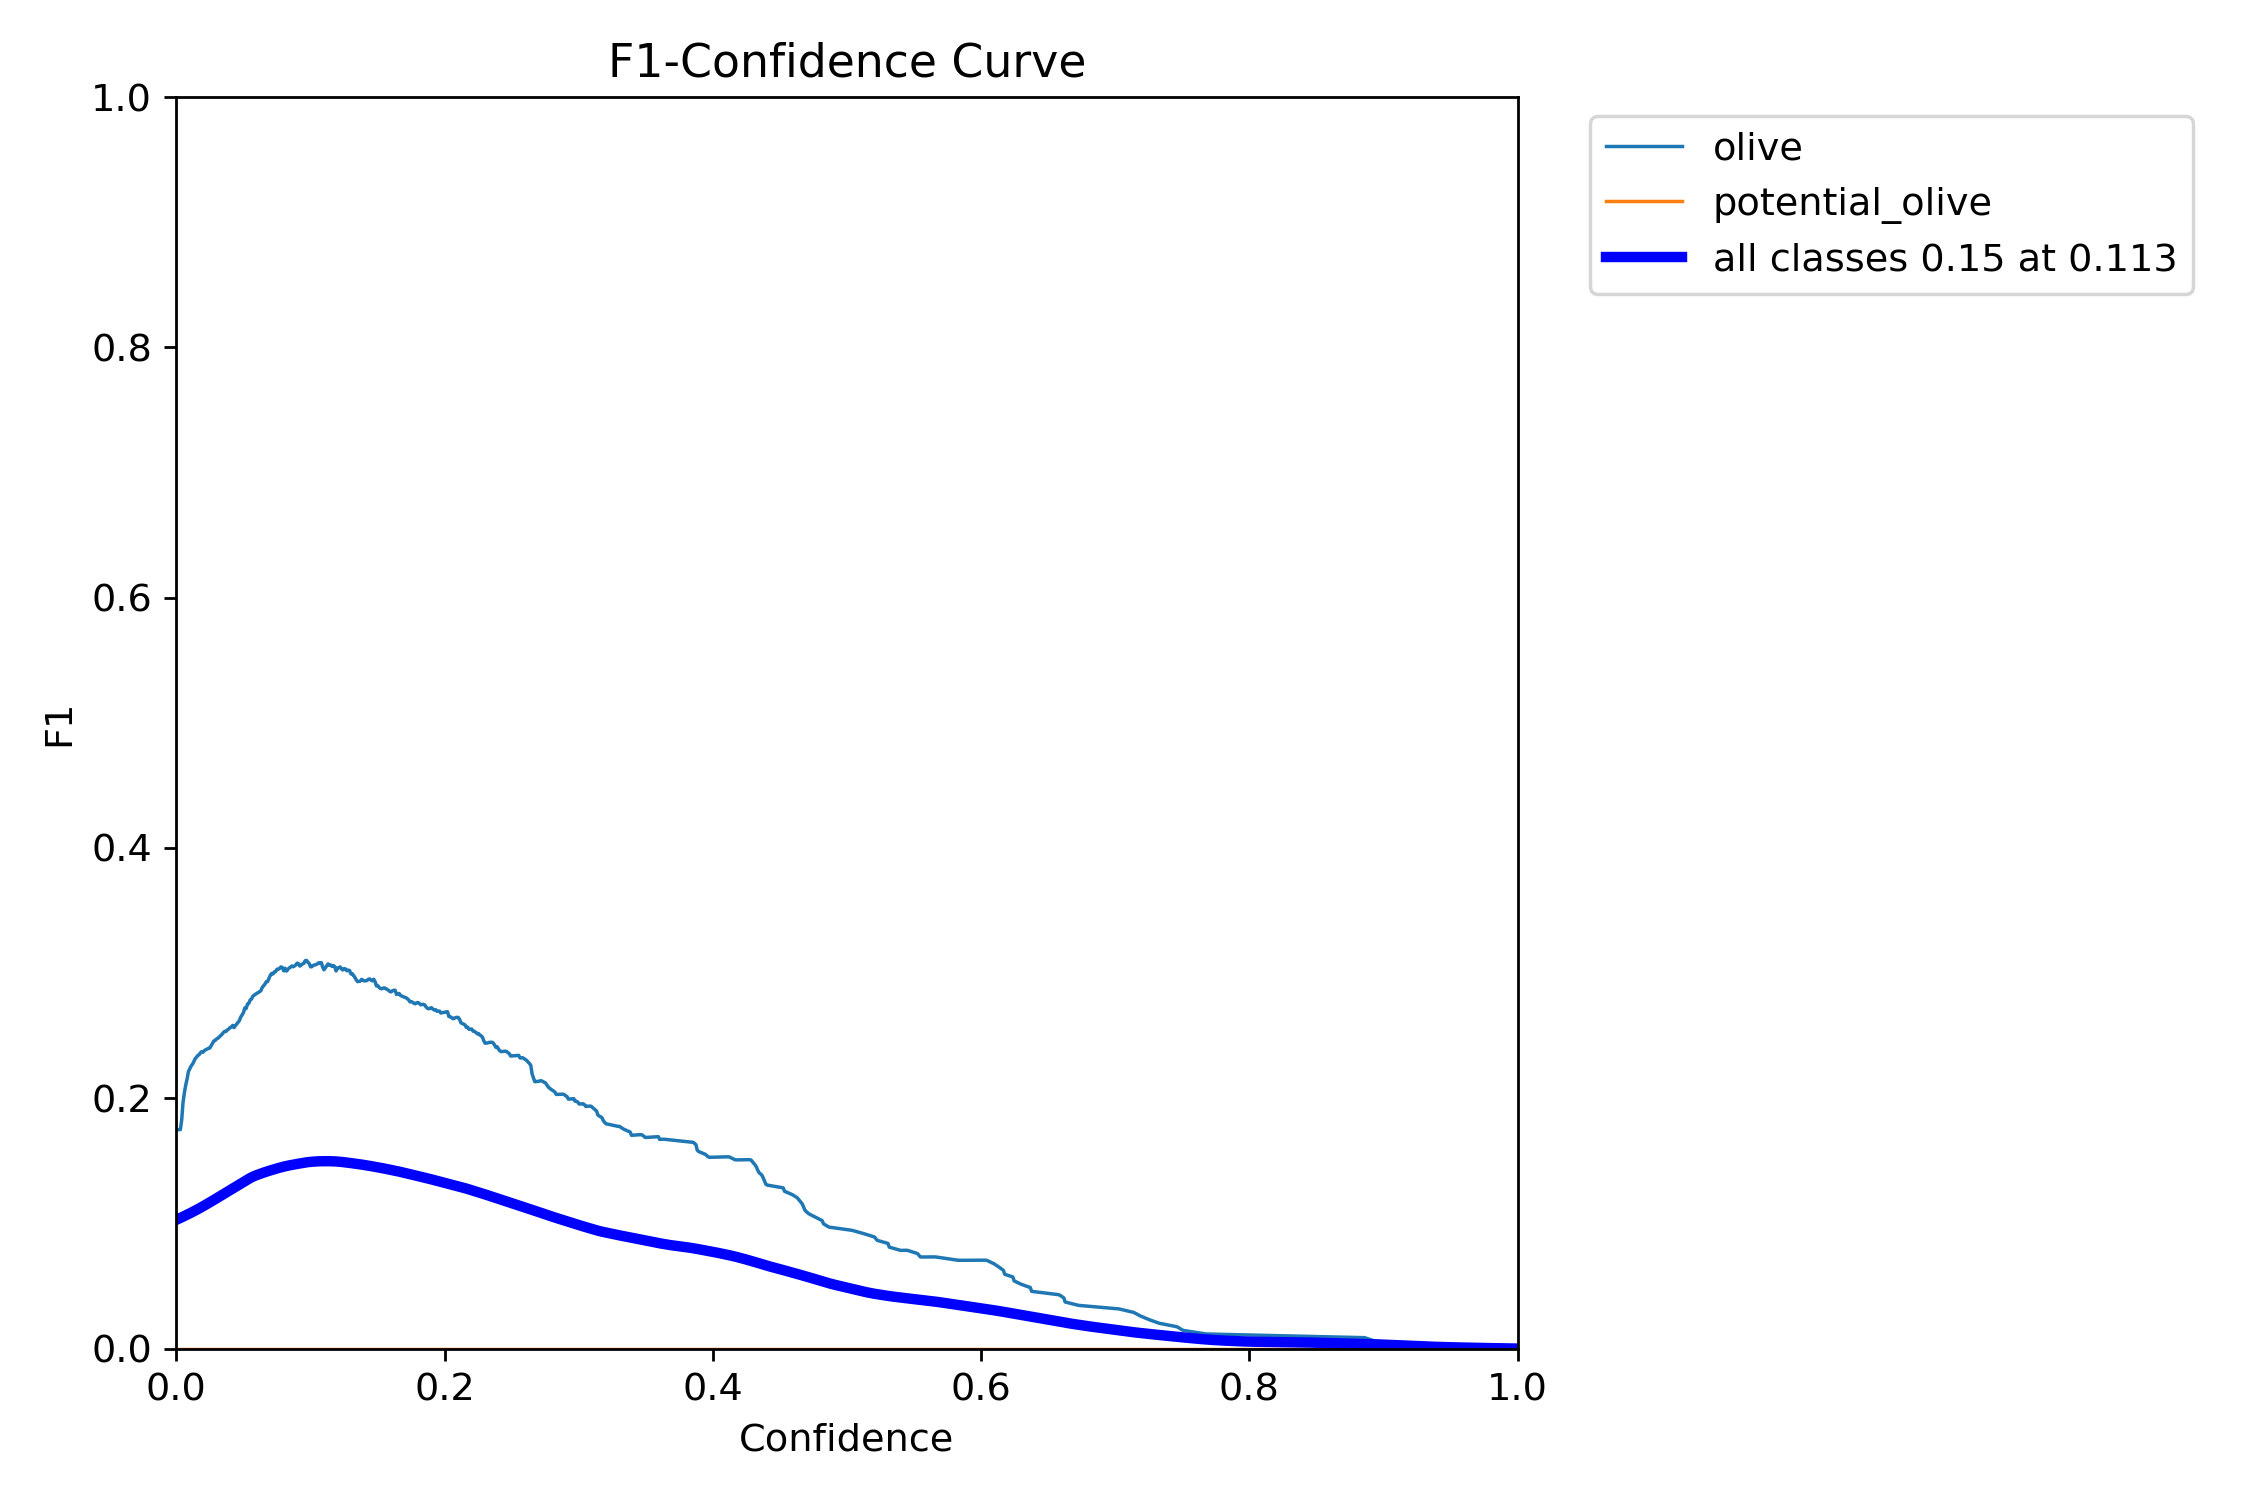 F1-Confidence Curve
1.0
0.8
0.6
0.4
0.2
0.0
F1
0.0 0.2 0.4 0.6 0.8 1.0
Confidence
olive
potential_olive
all classes 0.15 at 0.113